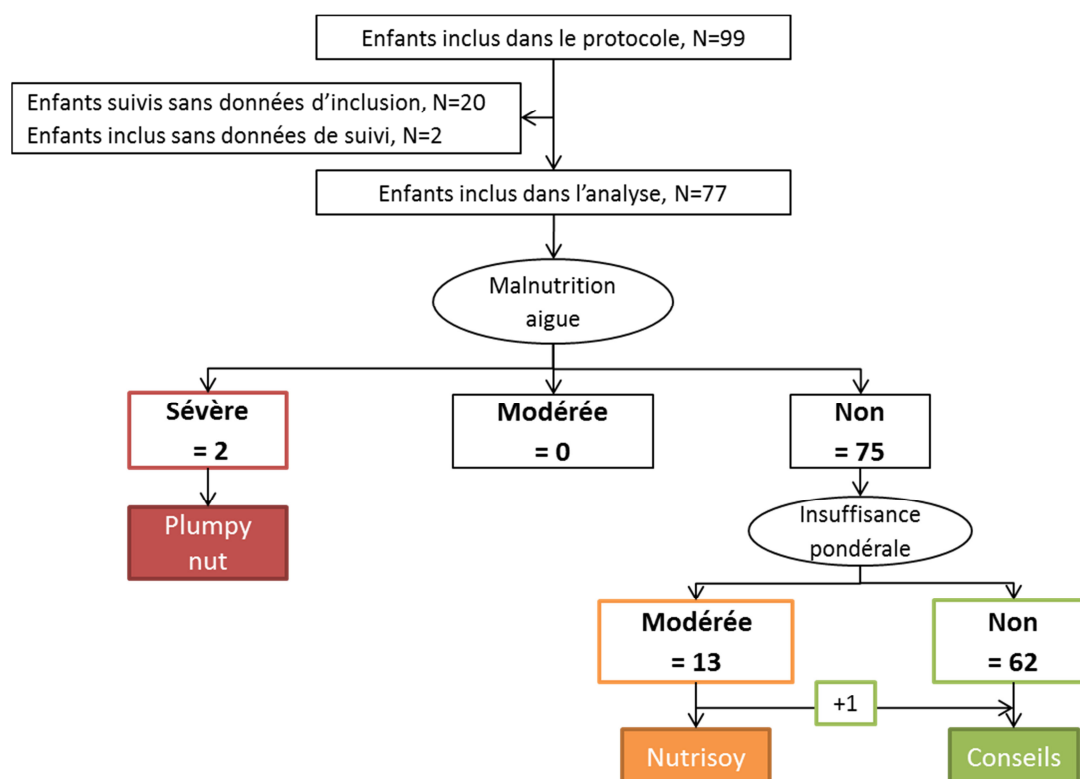 Enfants inclus dans le protocole, N=99
Enfants suivis sans données d'inclusion, N=20
Enfants inclus sans données de suivi, N=2
Enfants inclus dans l'analyse, N=77
Malnutrition
aigue
Sévère
= 2
Modérée
= 0
Non
= 75
Plumpy
nut
Insuffisance
pondérale
Modérée
= 13
Non
= 62
+1
Nutrisoy
Conseils